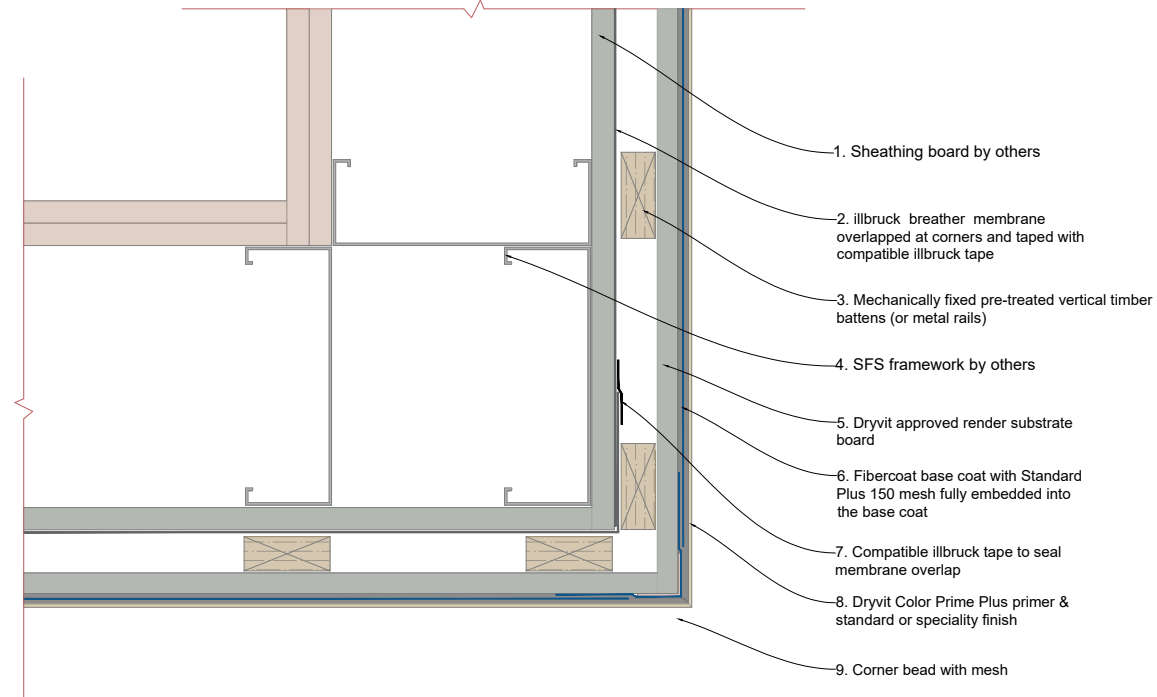 1. Sheathing board by others
2. illbruck breather membrane
overlapped at corners and taped with
compatible illbruck tape
3. Mechanically fixed pre-treated vertical timber
battens (or metal rails)
4. SFS framework by others
5. Dryvit approved render substrate
board
6. Fibercoat base coat with Standard
Plus 150 mesh fully embedded into
the base coat
7. Compatible illbruck tape to seal
membrane overlap
8. Dryvit Color Prime Plus primer &
standard or speciality finish
9. Corner bead with mesh